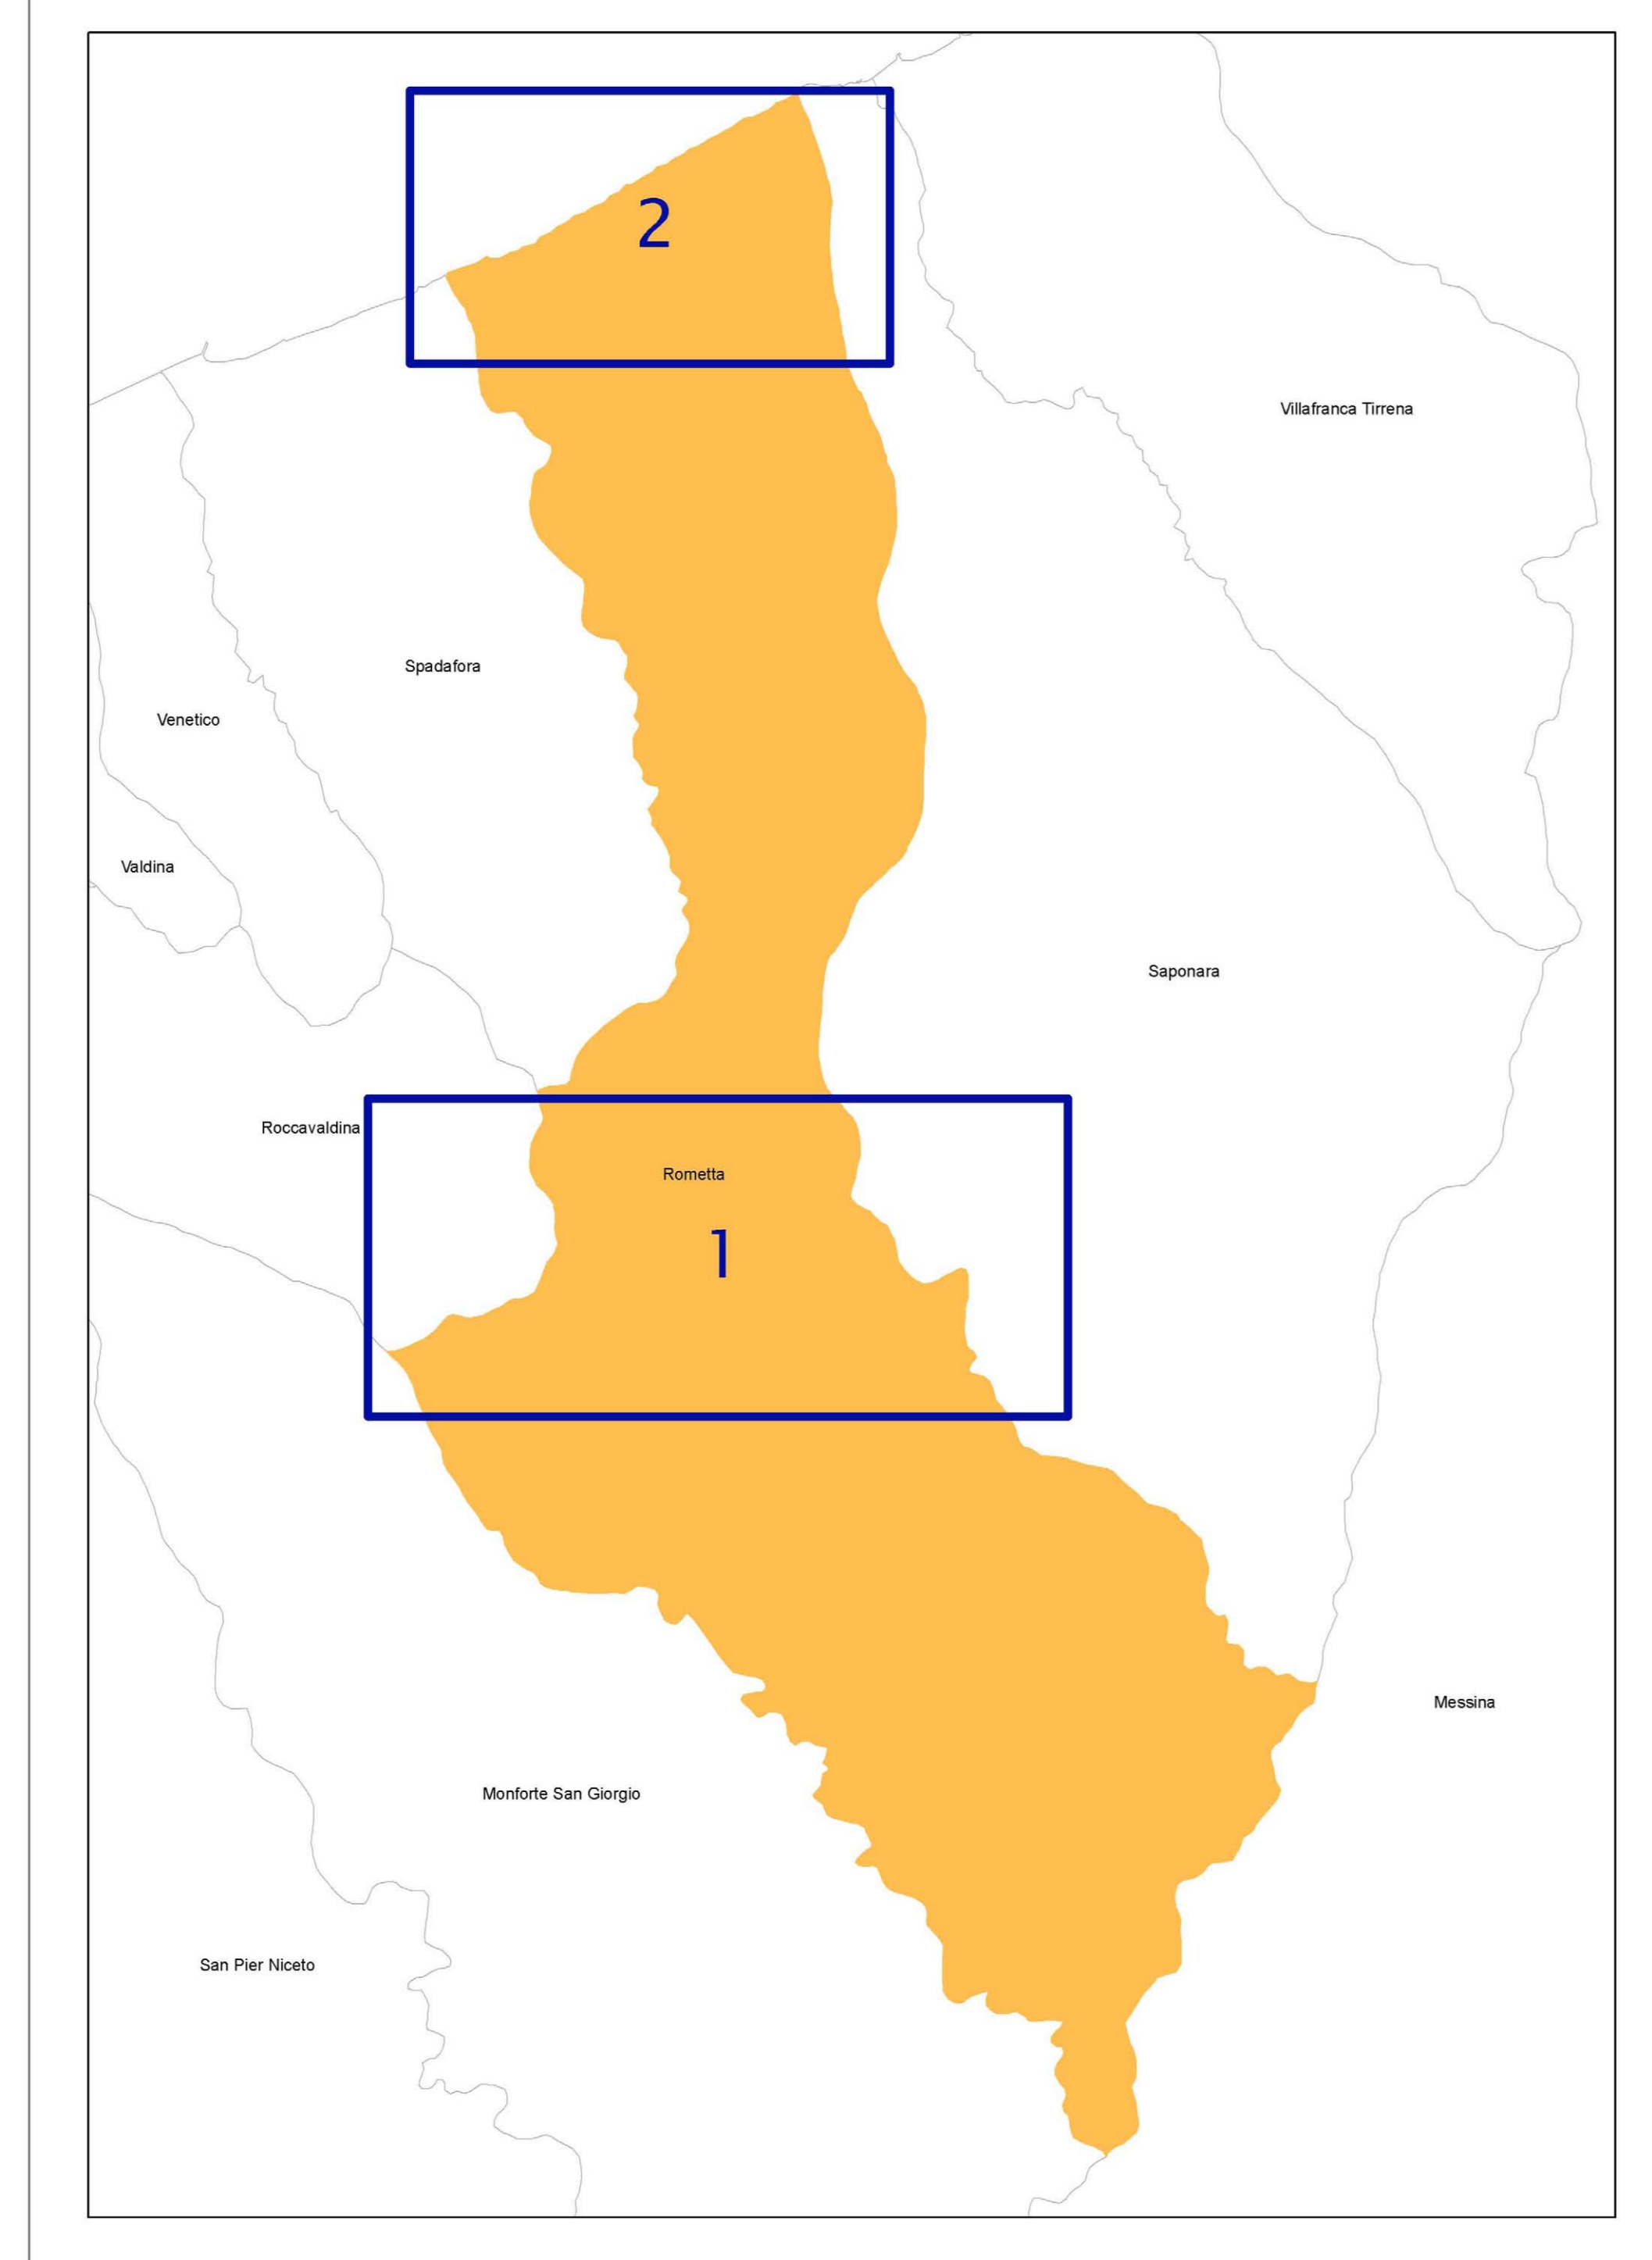 2
Villafranca Tirrena
Spadafora
Venetico
Valdina
Saponara
Roccavaldina
Rometta
1
Messina
Monforte San Giorgio
San Pier Niceto